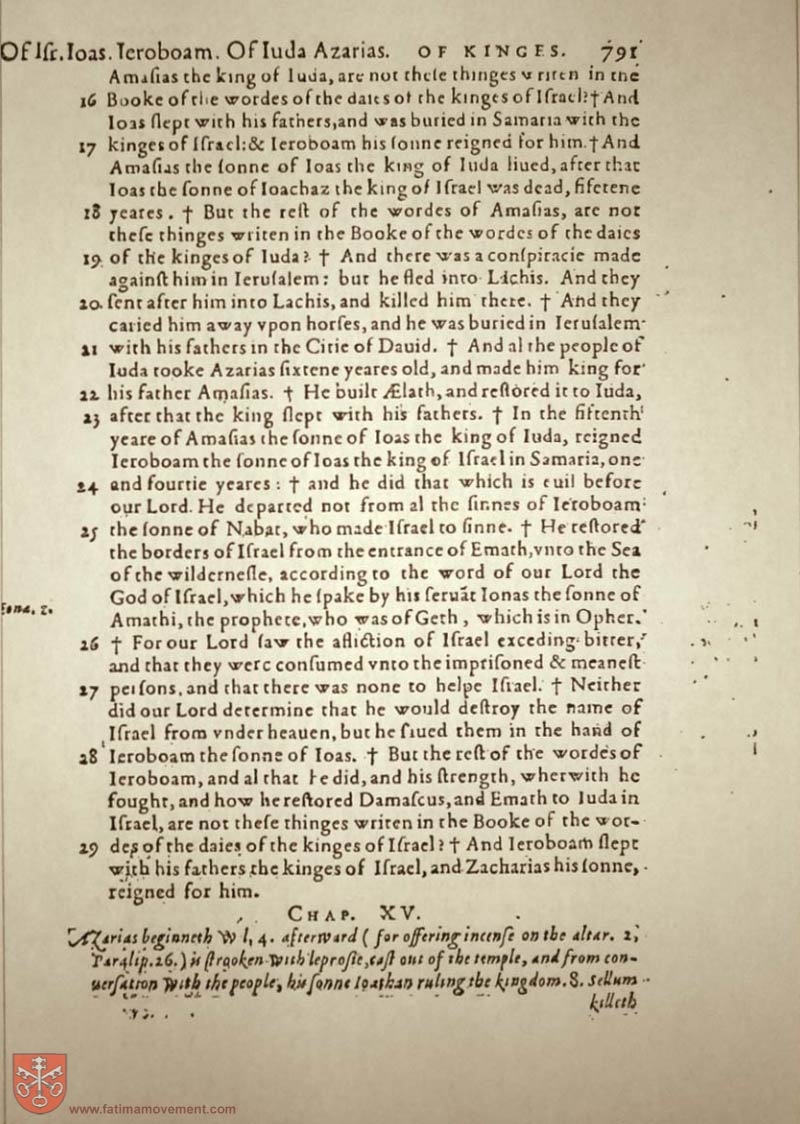 Of Iſr. Ioas. Ieroboam. Of Iuda Azarias. OF KINGES. 791
Amaſias the king of Iuda, are not theſe thinges vvriten in the
16 Booke of the wordes of the daies of the kinges of Iſrael? † And
Ioas ſlept with his fathers, and was buried in Samaria with the
17 kinges of Iſrael: & Ieroboam his ſonne reigned for him. † And
Amaſias the ſonne of Ioas the king of Iuda liued, after that
Ioas the ſonne of Ioachaz the king of Iſrael was dead, fiftene
18 yeares. † But the reſt of the wordes of Amaſias, are not
theſe thinges writen in the Booke of the wordes of the daies
19 of the kinges of Iuda? † And there was a conſpiracie made
againſt him in Ieruſalem: but he fled into Lachis. And they
20 ſent after him into Lachis, and killed him there. † And they
caried him away vpon horſes, and he was buried in Ieruſalem
21 with his fathers in the Citie of Dauid. † And al the people of
Iuda tooke Azarias ſixtene yeares old, and made him king for
22 his father Amaſias. † He built Ælath, and reſtored it to Iuda,
23 after that the king ſlept with his fathers. † In the fiftenth
yeare of Amaſias the ſonne of Ioas the king of Iuda, reigned
Ieroboam the ſonne of Ioas the king of Iſrael in Samaria, one
24 and fourtie yeares: † and he did that which is euil before
our Lord. He departed not from al the ſinnes of Ieroboam
25 the ſonne of Nabat, who made Iſrael to ſinne. † He reſtored
the borders of Iſrael from the entrance of Emath, vnto the Sea
of the wilderneſſe, according to the word of our Lord the
God of Iſrael, which he ſpake by his ſeruãt Ionas the ſonne of
Iona. 1.
Amathi, the prophete, who was of Geth, which is in Opher.
26 † For our Lord ſaw the afliction of Iſrael exceding bitter,
and that they were conſumed vnto the impriſoned & meaneſt
27 perſons, and that there was none to helpe Iſrael. † Neither
did our Lord determine that he would deſtroy the name of
Iſrael from vnder heauen, but he ſaued them in the hand of
28 Ieroboam the ſonne of Ioas. † But the reſt of the wordes of
Ieroboam, and al that he did, and his ſtrength, wherwith he
fought, and how he reſtored Damaſcus, and Emath to Iuda in
Iſrael, are not theſe thinges writen in the Booke of the wor-
29 des of the daies of the kinges of Iſrael? † And Ieroboam ſlept
with his fathers the kinges of Iſrael, and Zacharias his ſonne,
reigned for him.
CHAP. XV.
Azarias beginneth wel, 4. afterward (for offering incenſe on the altar. 2.
Paralip. 26.) is ſtrooken with leproſie, caſt out of the temple, and from con-
uerſation with the people, his ſonne Ioathan ruling the kingdom. 8. Sellum
killeth
www.fatimamovement.com